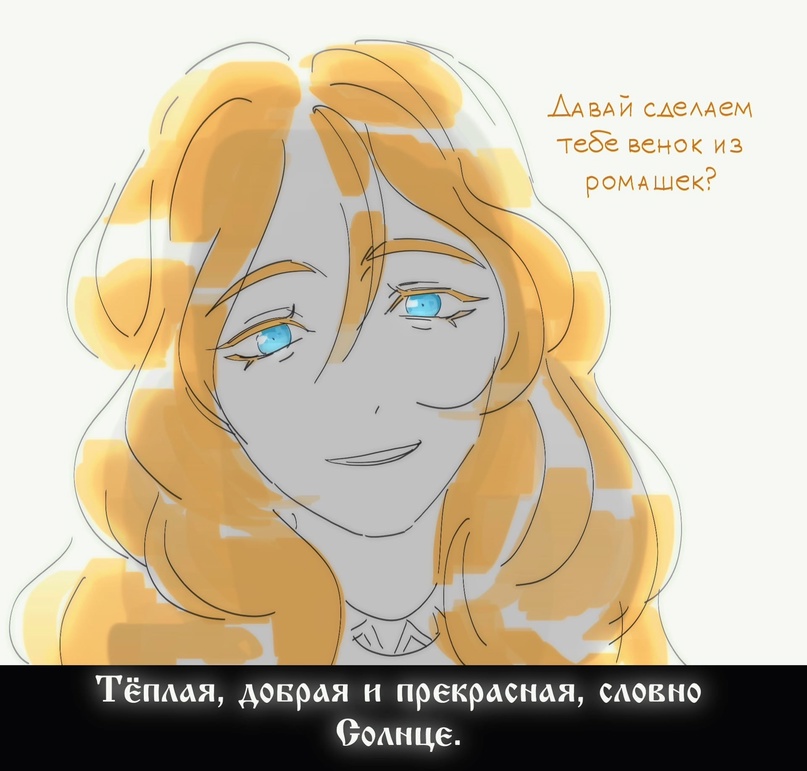 Давай сделаем
тебе венок из
ромашек?
Тёплая, добрая и прекрасная, словно
Солнце.